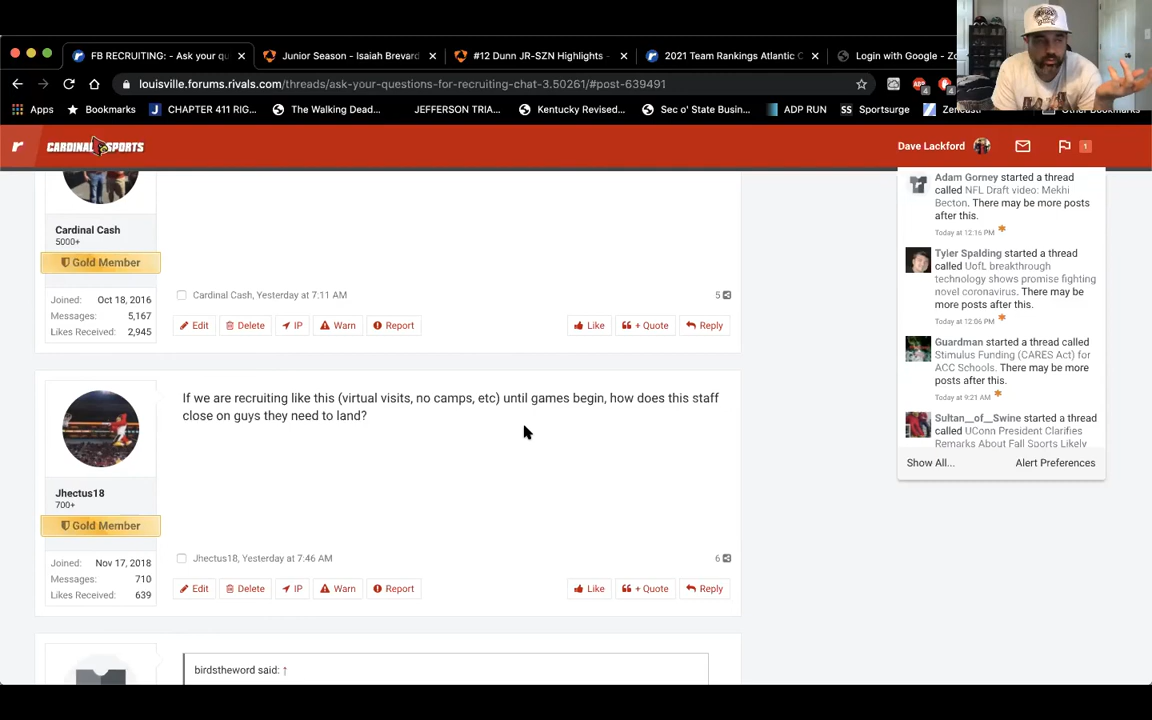 FB RECRUITING: - Ask your qu
Junior Season - Isaiah Brevard
#12 Dunn JR-SZN Highlights -
2021 Team Rankings Atlantic C
Login with Google - Zo
louisville.forums.rivals.com/threads/ask-your-questions-for-recruiting-chat-3.50261/#post-639491
Apps
Bookmarks
CHAPTER 411 RIG...
The Walking Dead...
JEFFERSON TRIA...
Kentucky Revised...
Sec o' State Busin...
ADP RUN
SS Sportsurge
Zencast
Other Bookmarks
CARDINAL SPORTS
Dave Lackford
1
Cardinal Cash
5000+
Gold Member
Joined: Oct 18, 2016
Messages: 5,167
Likes Received: 2,945
Cardinal Cash, Yesterday at 7:11 AM
5
Edit
Delete
IP
Warn
Report
Like
+ Quote
Reply
If we are recruiting like this (virtual visits, no camps, etc) until games begin, how does this staff
close on guys they need to land?
Jhectus18
700+
Gold Member
Joined: Nov 17, 2018
Messages: 710
Likes Received: 639
Jhectus18, Yesterday at 7:46 AM
6
Edit
Delete
IP
Warn
Report
Like
+ Quote
Reply
birdstheword said: ↑
Adam Gorney started a thread
called NFL Draft video: Mekhi
Becton. There may be more posts
after this.
Today at 12:16 PM
Tyler Spalding started a thread
called UofL breakthrough
technology shows promise fighting
novel coronavirus. There may be
more posts after this.
Today at 12:06 PM
Guardman started a thread called
Stimulus Funding (CARES Act) for
ACC Schools. There may be more
posts after this.
Today at 9:21 AM
Sultan__of__Swine started a thread
called UConn President Clarifies
Remarks About Fall Sports Likely
Show All...
Alert Preferences